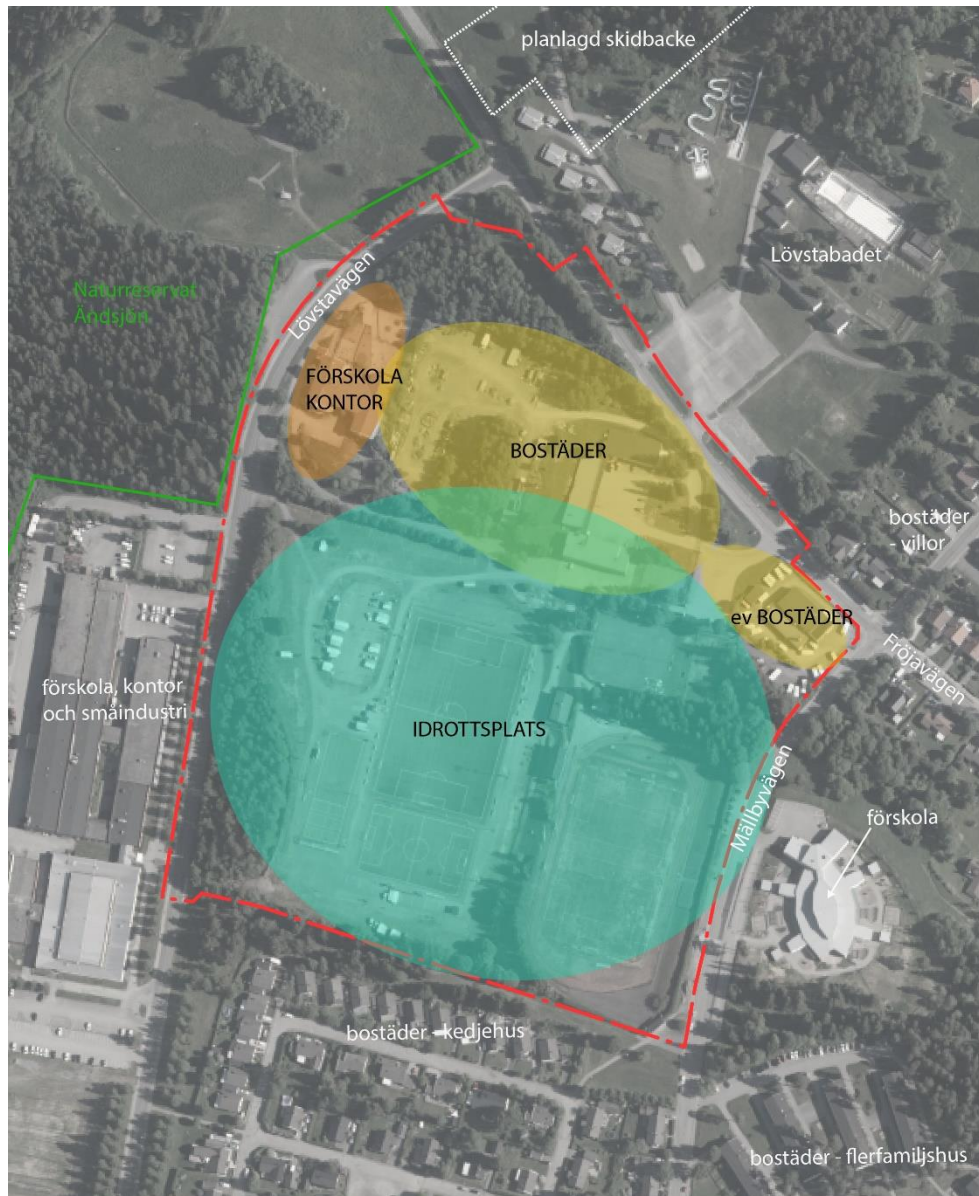 planlagd skidbacke
Lövstabadet
Naturreservat
Ändsjön
Lövstavägen
FÖRSKOLA
KONTOR
BOSTÄDER
bostäder
- villor
ev BOSTÄDER
Fröjavägen
förskola, kontor
och småindustri
IDROTTSPLATS
Mällbyvägen
förskola
bostäder - kedjehus
bostäder - flerfamiljshus